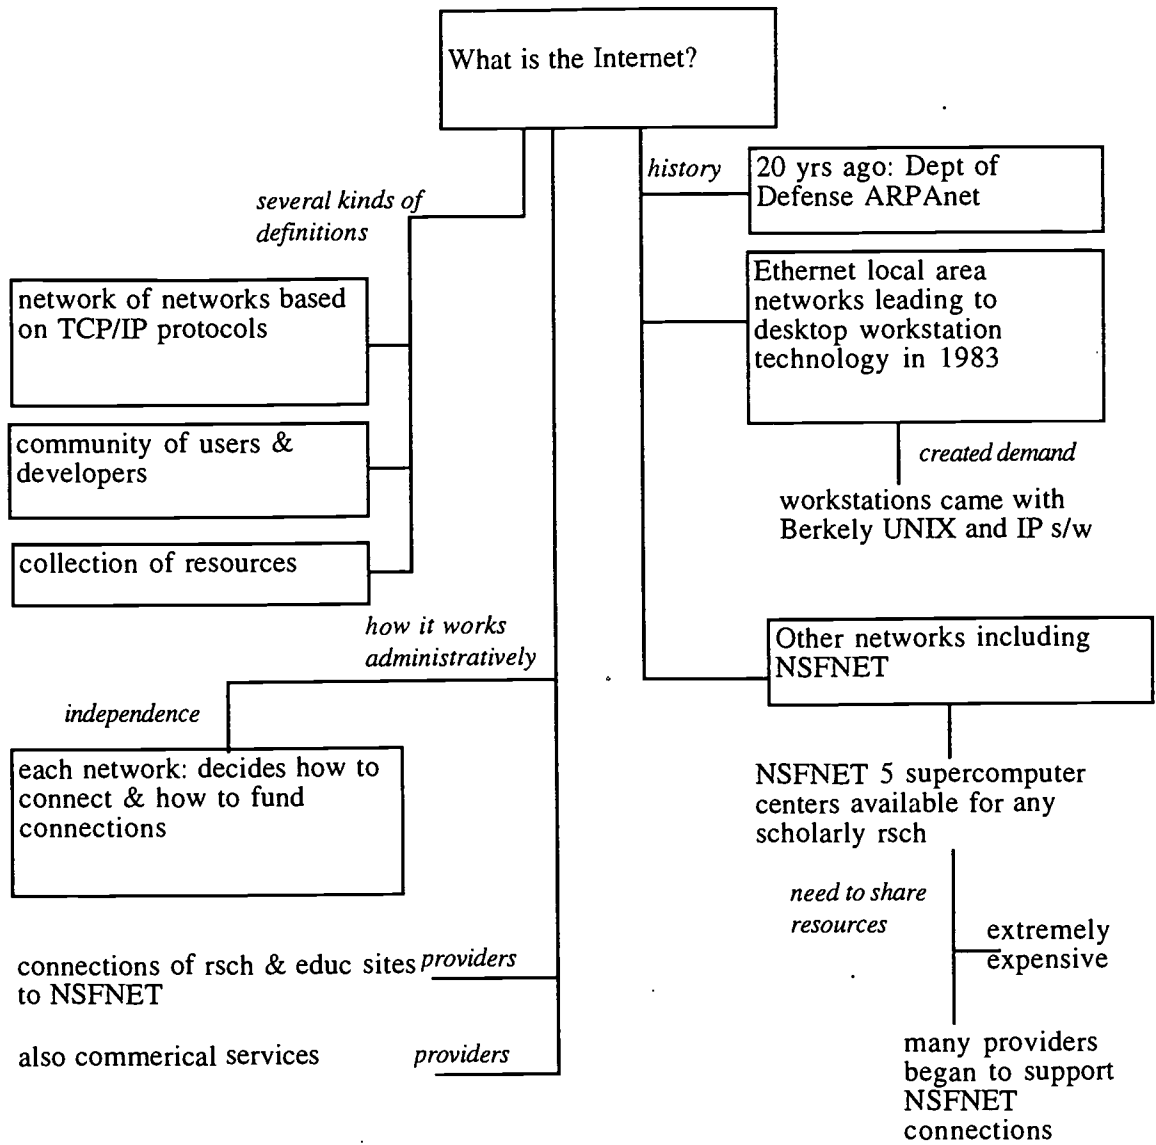 What is the Internet?
several kinds of
definitions
network of networks based
on TCP/IP protocols
community of users &
developers
collection of resources
how it works
administratively
independence
each network: decides how to
connect & how to fund
connections
connections of rsch & educ sites providers
to NSFNET
also commerical services providers
history
20 yrs ago: Dept of
Defense ARPAnet
Ethernet local area
networks leading to
desktop workstation
technology in 1983
created demand
workstations came with
Berkely UNIX and IP s/w
Other networks including
NSFNET
NSFNET 5 supercomputer
centers available for any
scholarly rsch
need to share
resources
extremely
expensive
many providers
began to support
NSFNET
connections